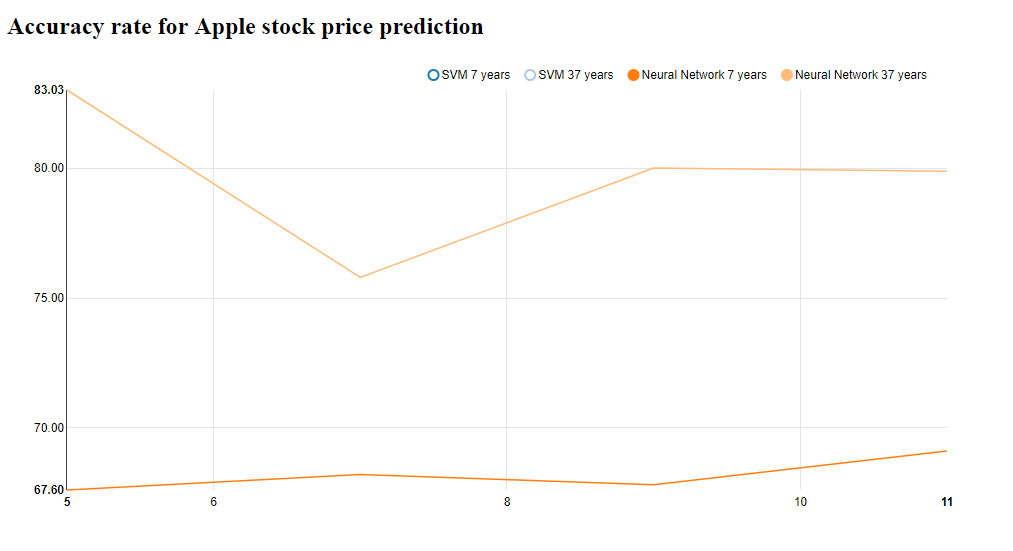 Accuracy rate for Apple stock price prediction
SVM 7 years SVM 37 years Neural Network 7 years Neural Network 37 years
83.03
80.00
75.00
70.00
67.60
5 6 8 10 11